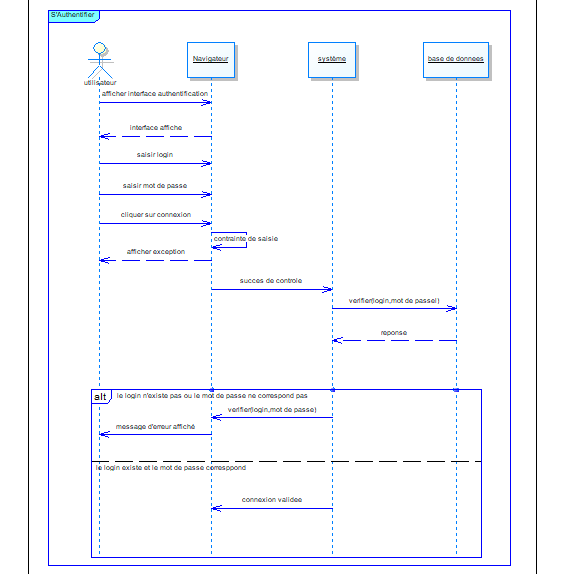 S'Authentifier
Navigateur
système
base de donnees
utilisateur
afficher interface authentification
interface affiche
saisir login
saisir mot de passe
cliquer sur connexion
contrainte de saisie
afficher exception
succes de controle
verifier(login,mot de passe))
reponse
alt
le login n'existe pas ou le mot de passe ne correspond pas
verifier(login,mot de passe)
message d'erreur affiché
le login existe et le mot de passe corresppond
connexion validee